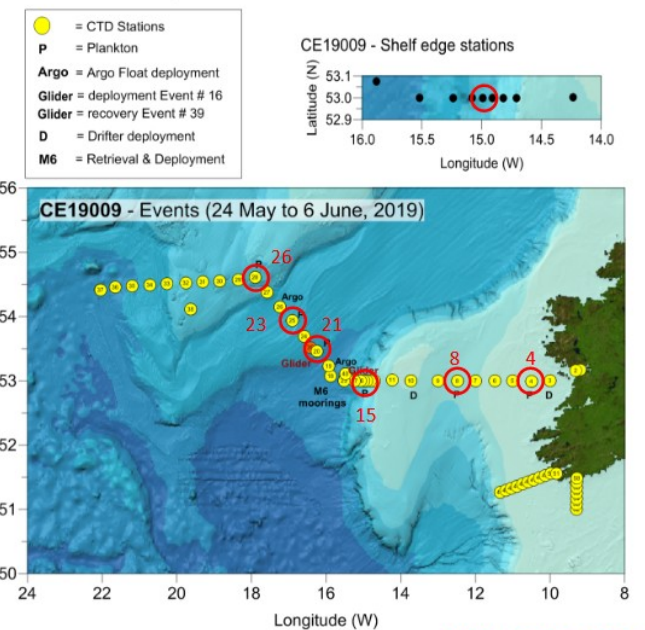 = CTD Stations
P = Plankton
Argo = Argo Float deployment
Glider = deployment Event # 16
Glider = recovery Event # 39
D = Drifter deployment
M6 = Retrieval & Deployment
CE19009 - Shelf edge stations
Latitude (N)
53.1
53.0
52.9
16.0 15.5 15.0 14.5 14.0
Longitude (W)
CE19009 - Events (24 May to 6 June, 2019)
56
55
54
53
52
51
50
26
Argo
23
21
Glider
Argo
Glider
M6
moorings
P
15
8
4
D
P
P
D
24 22 20 18 16 14 12 10 8
Longitude (W)